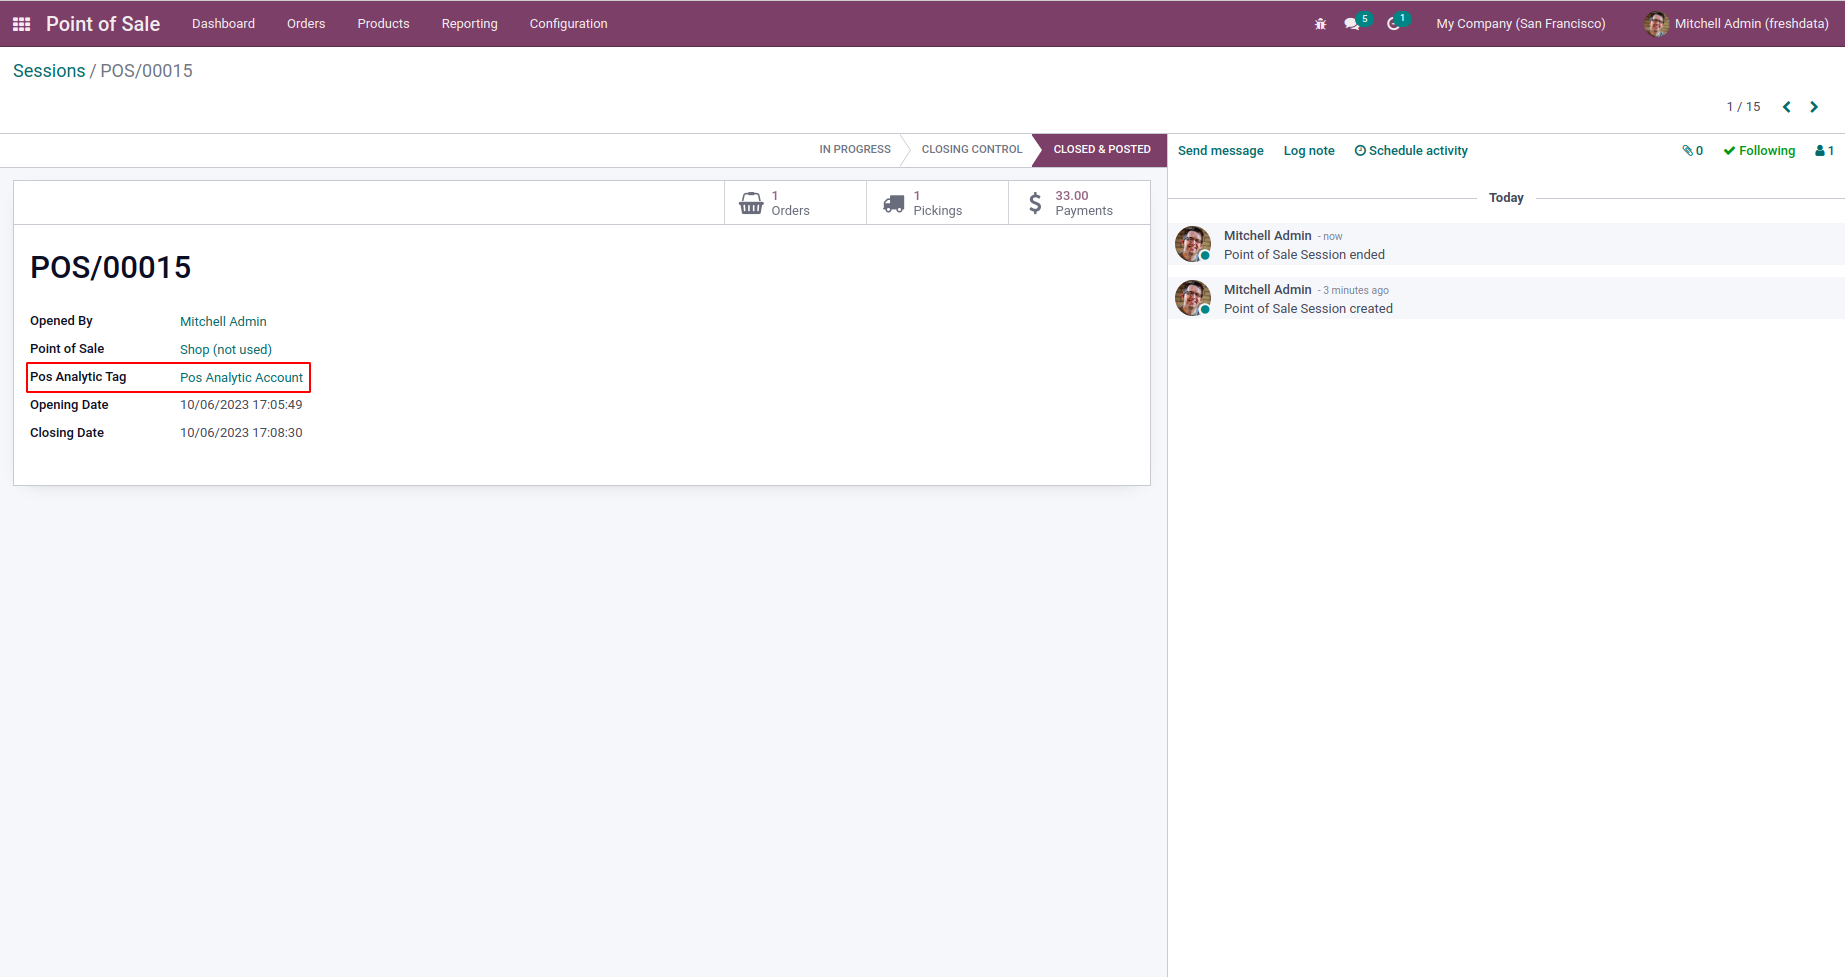 Point of Sale Dashboard Orders Products Reporting Configuration 5 1 My Company (San Francisco) Mitchell Admin (freshdata)
Sessions / POS/00015
1 / 15
IN PROGRESS CLOSING CONTROL CLOSED & POSTED
Send message Log note Schedule activity 0 Following 1
1
Orders
1
Pickings
33.00
Payments
POS/00015
Opened By Mitchell Admin
Point of Sale Shop (not used)
Pos Analytic Tag Pos Analytic Account
Opening Date 10/06/2023 17:05:49
Closing Date 10/06/2023 17:08:30
Today
Mitchell Admin - now
Point of Sale Session ended
Mitchell Admin - 3 minutes ago
Point of Sale Session created